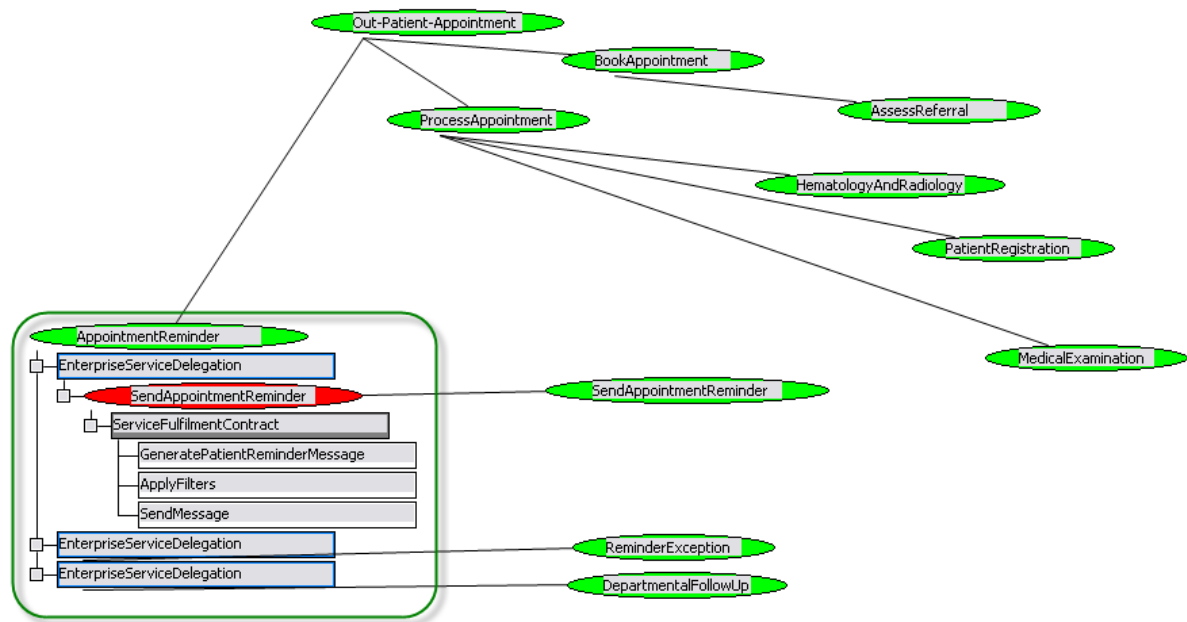 Out-Patient-Appointment
BookAppointment
AssessReferral
ProcessAppointment
HematologyAndRadiology
PatientRegistration
AppointmentReminder
MedicalExamination
EnterpriseServiceDelegation
SendAppointmentReminder
SendAppointmentReminder
ServiceFulfilmentContract
GeneratePatientReminderMessage
ApplyFilters
SendMessage
EnterpriseServiceDelegation
ReminderException
EnterpriseServiceDelegation
DepartmentalFollowUp